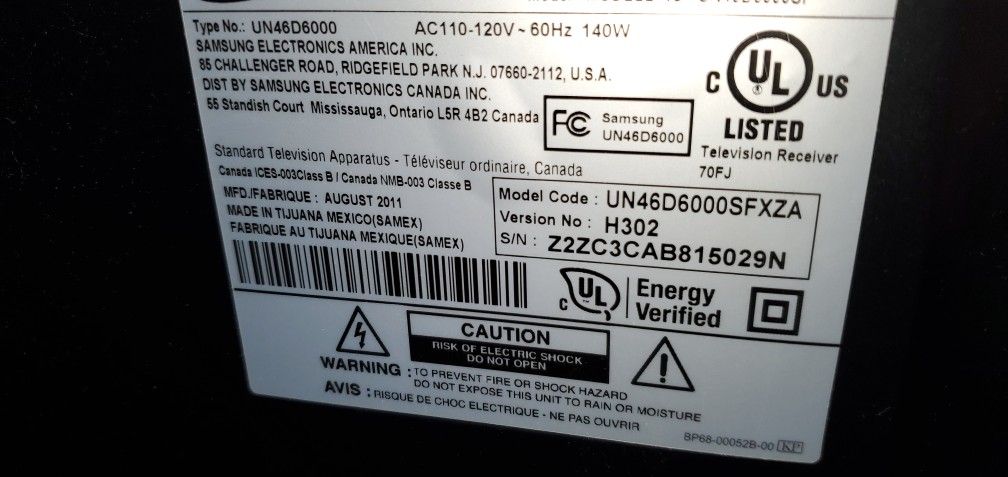 Type No.: UN46D6000 AC110-120V~60Hz 140W
SAMSUNG ELECTRONICS AMERICA INC.
85 CHALLENGER ROAD, RIDGEFIELD PARK N.J. 07660-2112, U.S.A.
DIST BY SAMSUNG ELECTRONICS CANADA INC.
55 Standish Court Mississauga, Ontario L5R 4B2 Canada
FC Samsung
UN46D6000
C UL US
LISTED
Television Receiver
70FJ
Standard Television Apparatus - Téléviseur ordinaire, Canada
Canada ICES-003Class B / Canada NMB-003 Classe B
MFD./FABRIQUE : AUGUST 2011
MADE IN TIJUANA MEXICO(SAMEX)
FABRIQUE AU TIJUANA MEXIQUE(SAMEX)
Model Code : UN46D6000SFXZA
Version No : H302
S/N : Z2ZC3CAB815029N
C UL Energy
Verified
CAUTION
RISK OF ELECTRIC SHOCK
DO NOT OPEN
WARNING : TO PREVENT FIRE OR SHOCK HAZARD
DO NOT EXPOSE THIS UNIT TO RAIN OR MOISTURE
AVIS : RISQUE DE CHOC ELECTRIQUE - NE PAS OUVRIR
BP68-00052B-00 KP